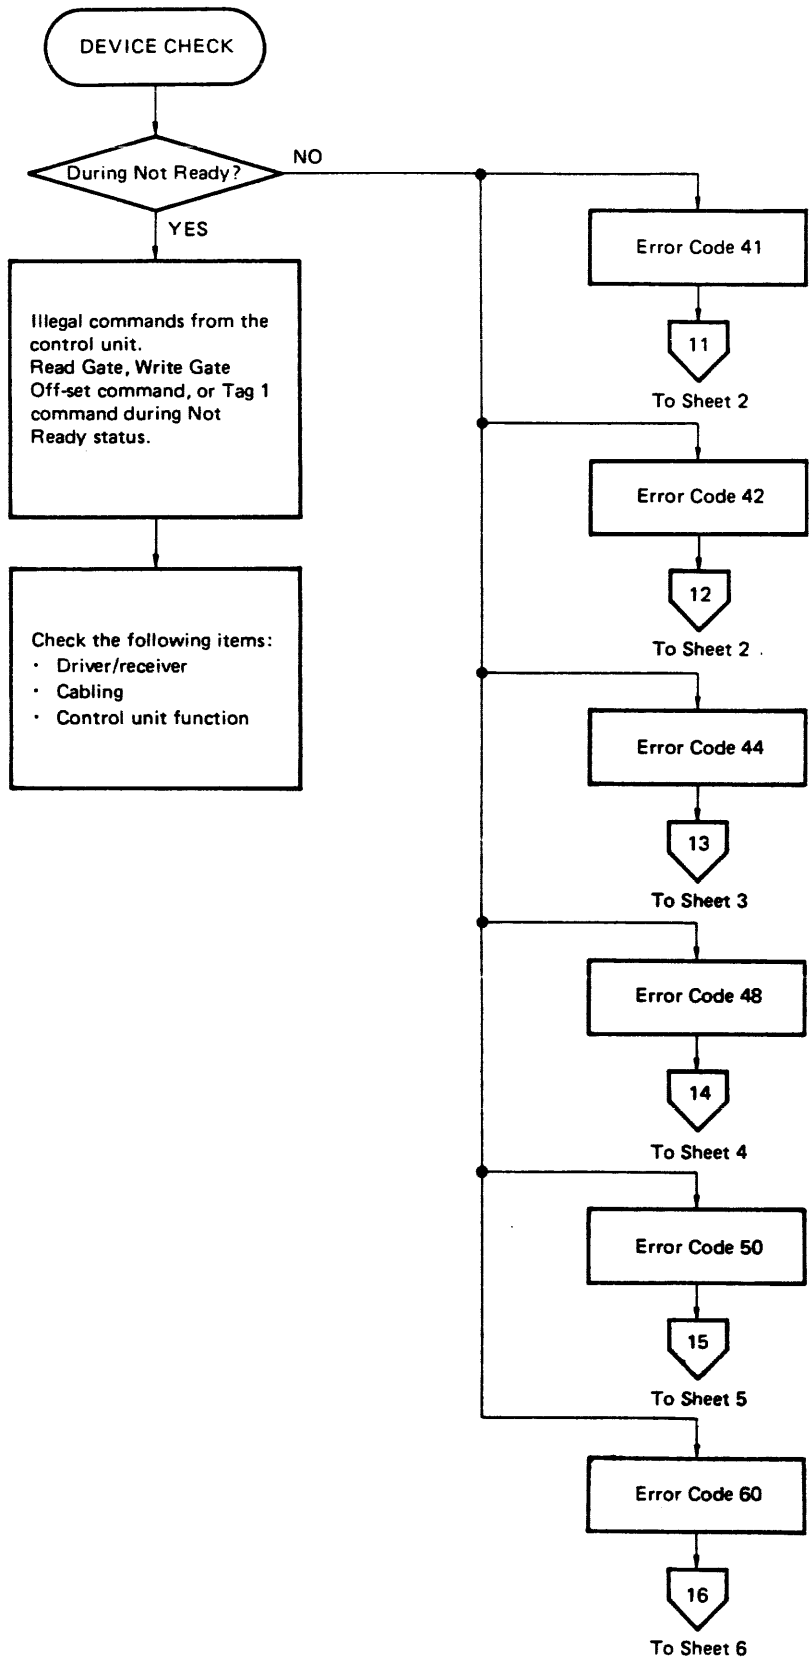 DEVICE CHECK
During Not Ready?
NO
YES
Illegal commands from the
control unit.
Read Gate, Write Gate
Off-set command, or Tag 1
command during Not
Ready status.
Check the following items:
· Driver/receiver
· Cabling
· Control unit function
Error Code 41
11
To Sheet 2
Error Code 42
12
To Sheet 2
Error Code 44
13
To Sheet 3
Error Code 48
14
To Sheet 4
Error Code 50
15
To Sheet 5
Error Code 60
16
To Sheet 6